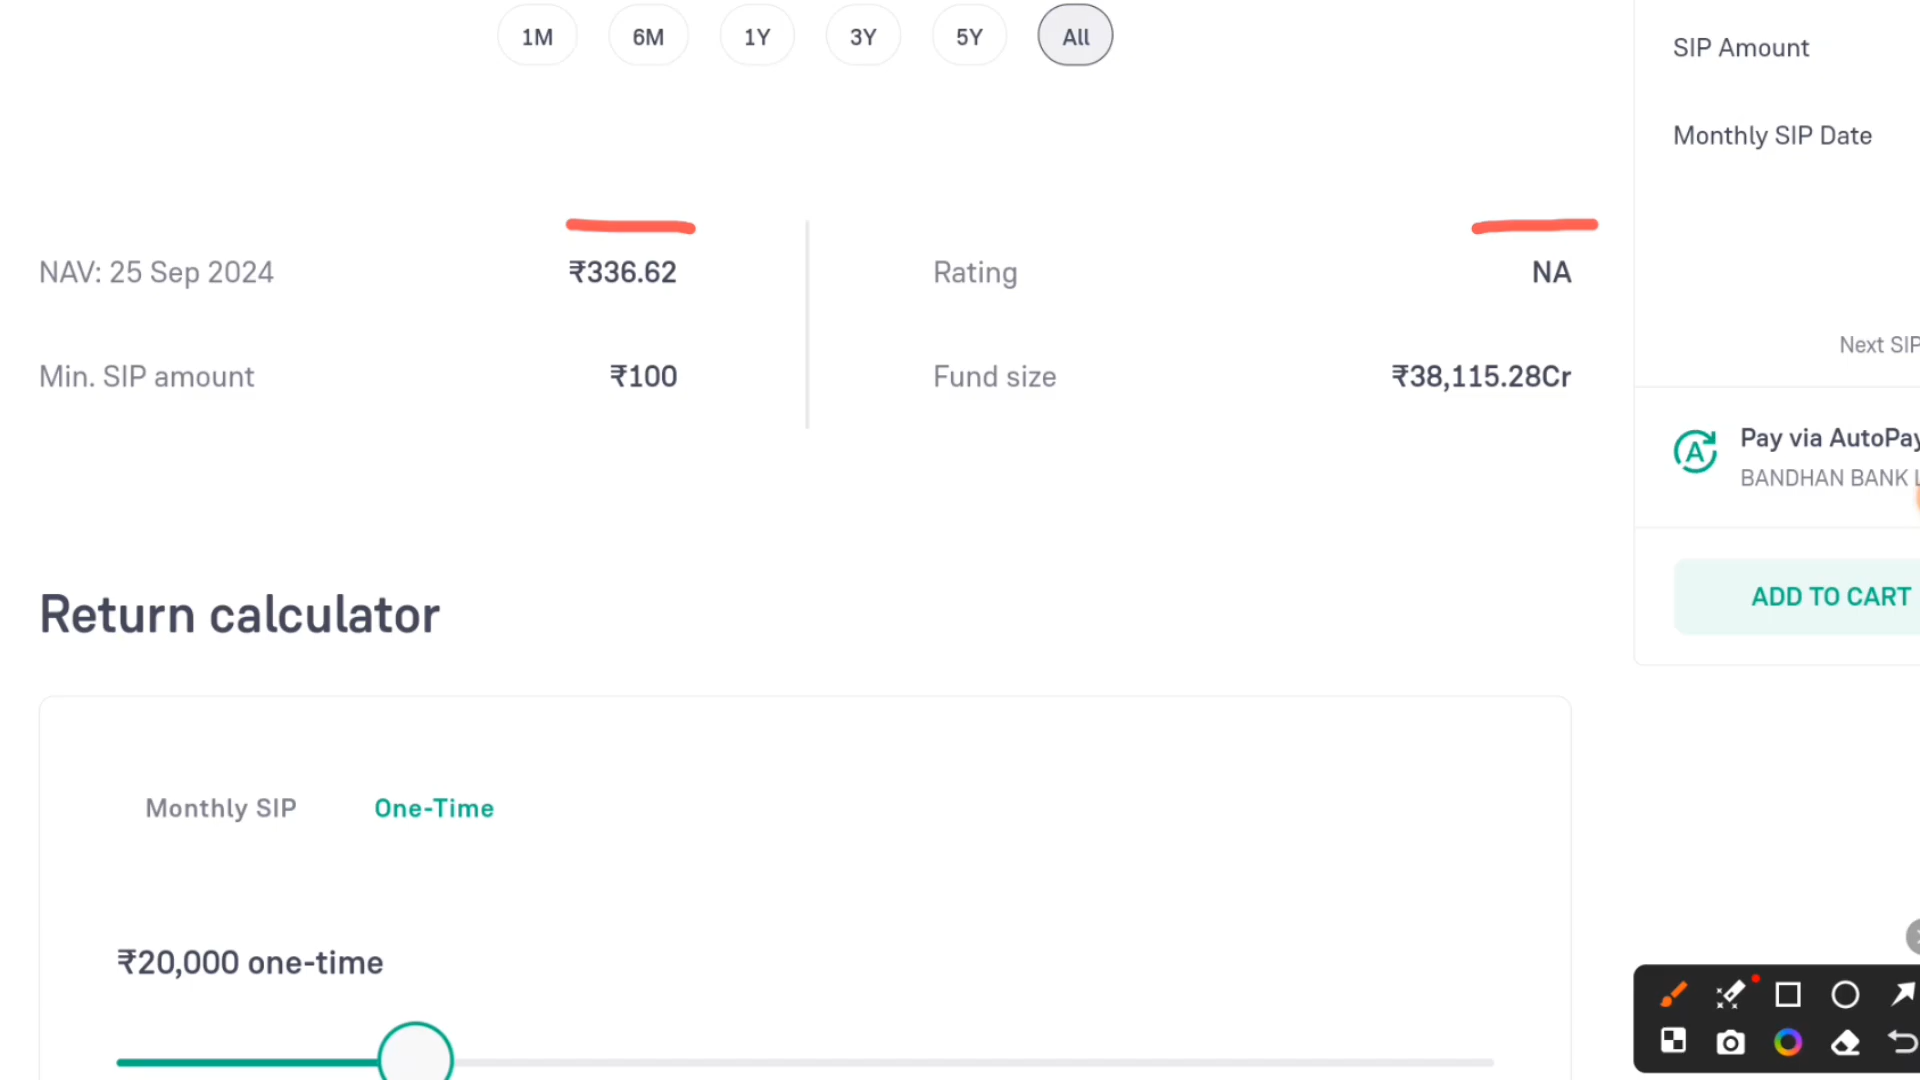 1M 6M 1Y 3Y 5Y All
SIP Amount
Monthly SIP Date
NAV: 25 Sep 2024 ₹336.62 Rating NA
Next SIP
Min. SIP amount ₹100 Fund size ₹38,115.28Cr
Pay via AutoPay
BANDHAN BANK
ADD TO CART
Return calculator
Monthly SIP One-Time
₹20,000 one-time